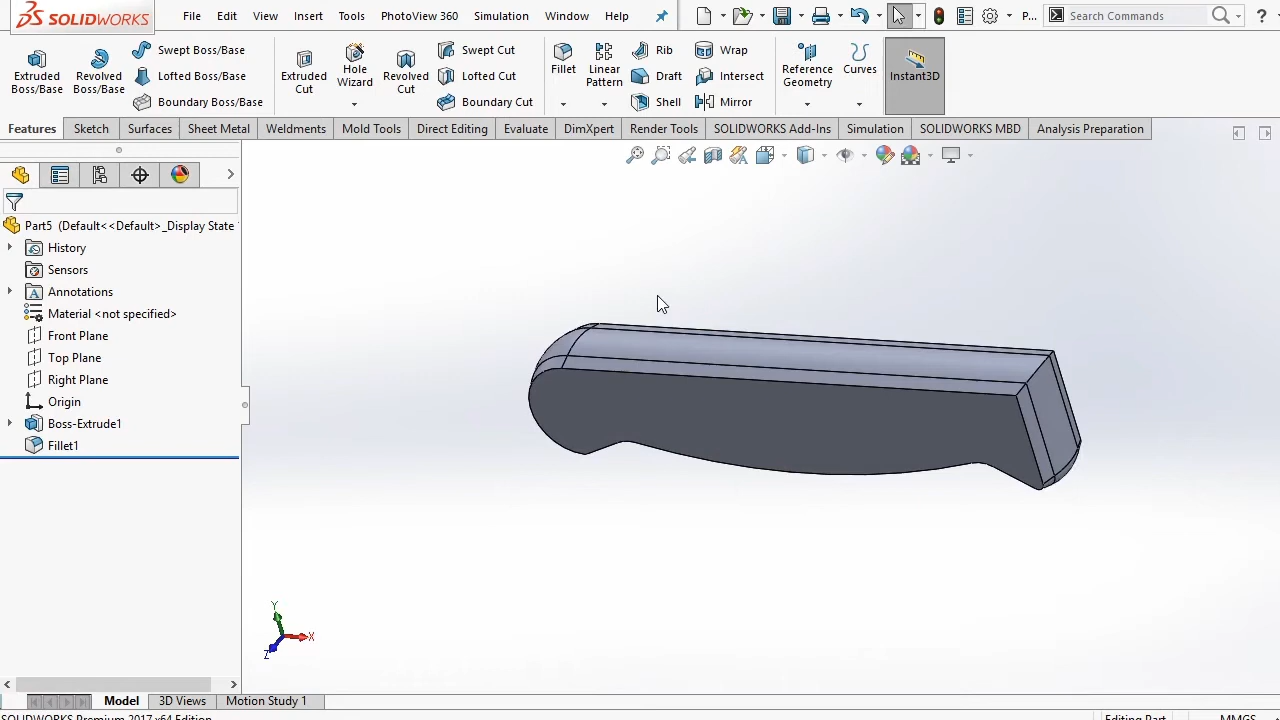 SOLIDWORKS
File Edit View Insert Tools PhotoView 360 Simulation Window Help
P...
Search Commands
?
Extruded Boss/Base
Revolved Boss/Base
Swept Boss/Base
Lofted Boss/Base
Boundary Boss/Base
Extruded Cut
Hole Wizard
Revolved Cut
Swept Cut
Lofted Cut
Boundary Cut
Fillet
Linear Pattern
Rib
Draft
Shell
Wrap
Intersect
Mirror
Reference Geometry
Curves
Instant3D
Features Sketch Surfaces Sheet Metal Weldments Mold Tools Direct Editing Evaluate DimXpert Render Tools SOLIDWORKS Add-Ins Simulation SOLIDWORKS MBD Analysis Preparation
Part5 (Default<<Default>_Display State
History
Sensors
Annotations
Material <not specified>
Front Plane
Top Plane
Right Plane
Origin
Boss-Extrude1
Fillet1
Y
X
Z
Model 3D Views Motion Study 1
SOLIDWORKS Premium 2017 x64 Edition
Editing Part
MMGS